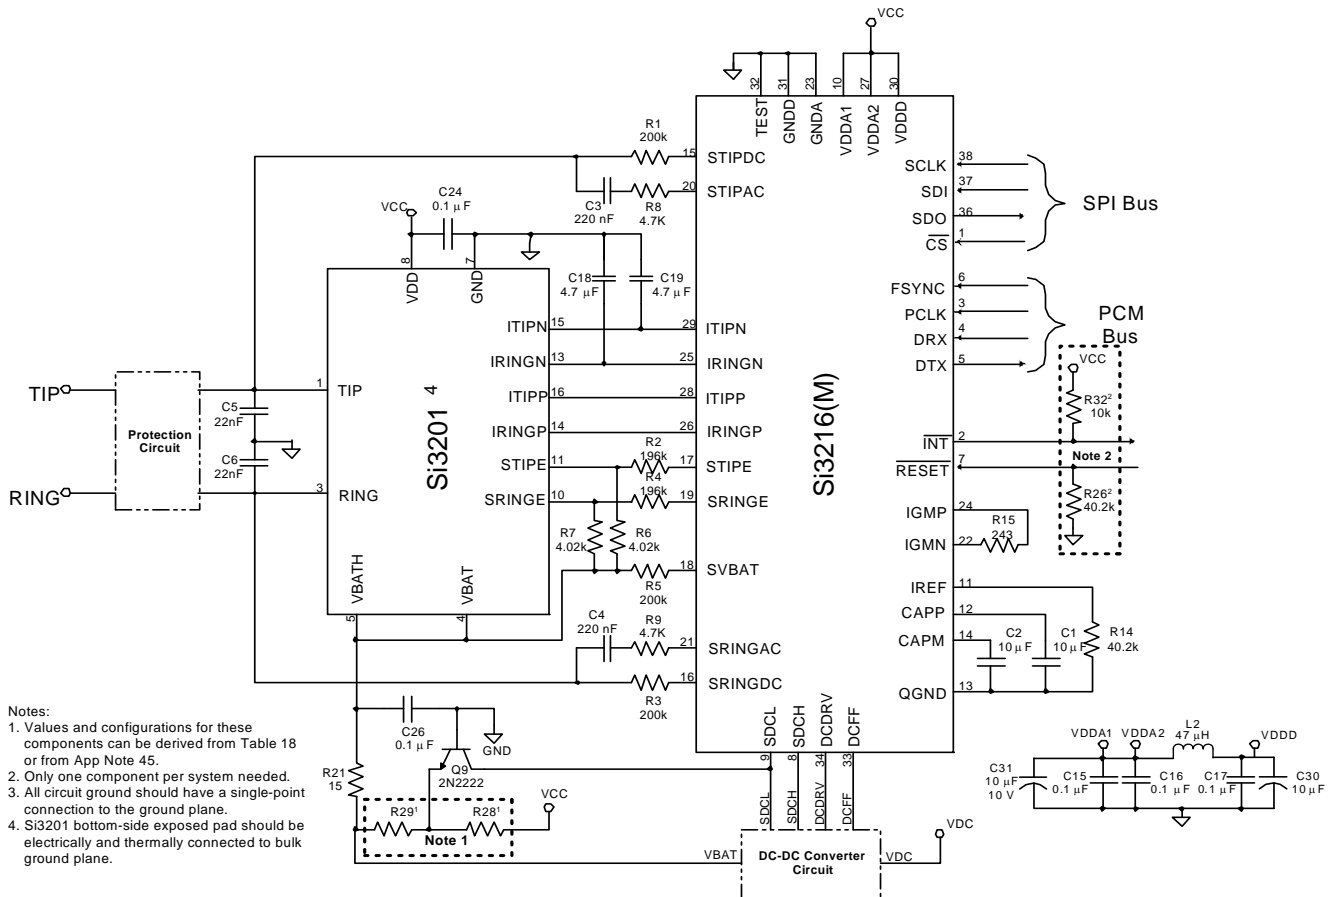 VCC
32
31
23
10
27
30
TEST
GNDD
GNDA
VDDA1
VDDA2
VDDD
R1
200k
15
STIPDC
C3
220 nF
R8
4.7K
20
STIPAC
SCLK
38
SDI
37
SDO
36
CS
1
SPI Bus
VCC
C24
0.1 µF
8
VDD
7
GND
C18
4.7 µF
C19
4.7 µF
FSYNC
6
PCLK
3
DRX
4
DTX
5
PCM
Bus
ITIPN
15
29
ITIPN
IRINGN
13
25
IRINGN
ITIPP
16
28
ITIPP
IRINGP
14
26
IRINGP
STIPE
11
R2
196k
17
STIPE
SRINGE
10
R4
196k
19
SRINGE
Si3201 4
Si3216(M)
TIP
RING
Protection
Circuit
C5
22nF
C6
22nF
1
TIP
3
RING
VCC
R32²
10k
INT
2
Note 2
RESET
7
R26²
40.2k
IGMP
24
R15
243
IGMN
22
R7
4.02k
R6
4.02k
18
SVBAT
R5
200k
VBATH
5
VBAT
4
IREF
11
CAPP
12
CAPM
14
C2
10 µF
C1
10 µF
R14
40.2k
QGND
13
C4
220 nF
R9
4.7K
21
SRINGAC
16
SRINGDC
R3
200k
Notes:
1. Values and configurations for these
components can be derived from Table 18
or from App Note 45.
2. Only one component per system needed.
3. All circuit ground should have a single-point
connection to the ground plane.
4. Si3201 bottom-side exposed pad should be
electrically and thermally connected to bulk
ground plane.
C26
0.1 µF
GND
Q9
2N2222
R21
15
R29¹
R28¹
Note 1
VCC
SDCL
SDCH
DCDRV
DCFF
9
8
34
33
SDCL
SDCH
DCDRV
DCFF
VBAT
DC-DC Converter
Circuit
VDC
VDC
VDDA1
VDDA2
L2
47 µH
VDDD
C31
10 µF
10 V
C15
0.1 µF
C16
0.1 µF
C17
0.1 µF
C30
10 µF